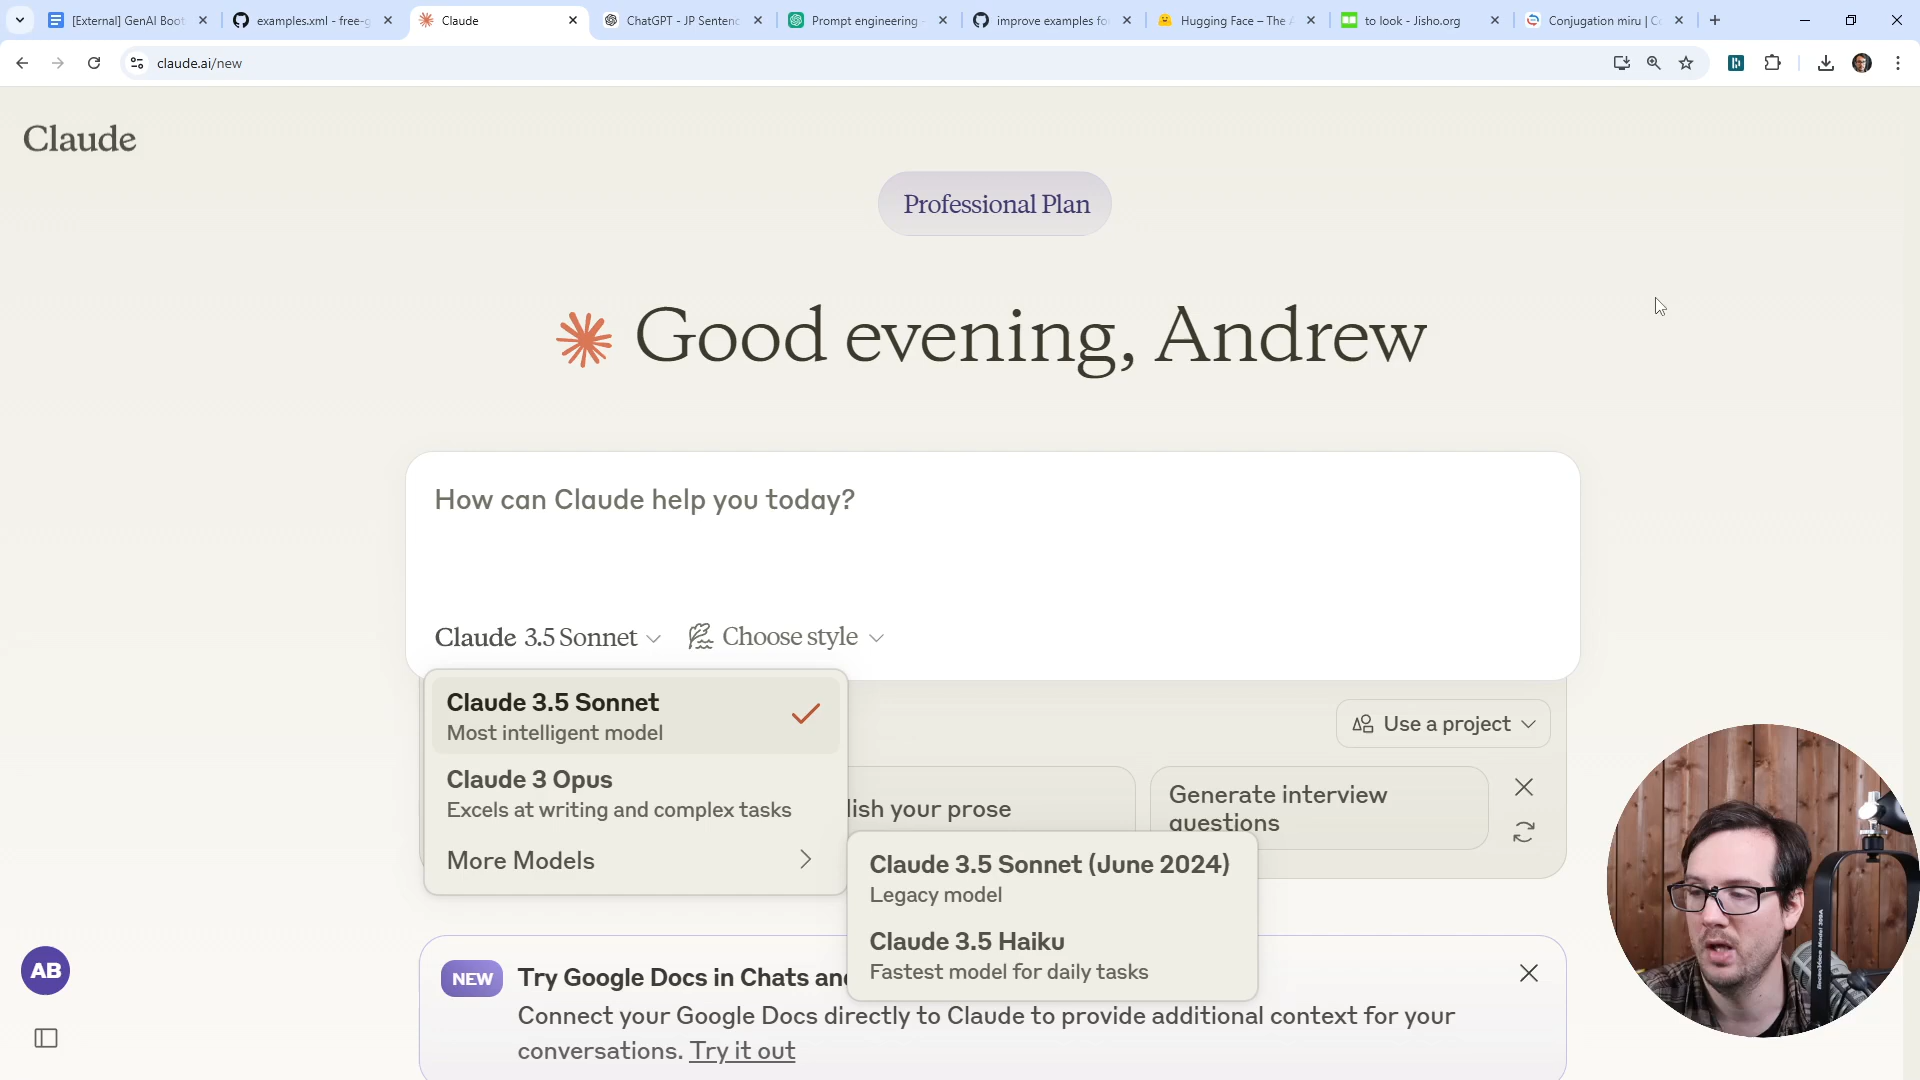 [External] GenAI Boot
examples.xml - free-g
Claude
ChatGPT - JP Sentenc
Prompt engineering -
improve examples fo
Hugging Face – The A
to look - Jisho.org
Conjugation miru | Co
claude.ai/new
Claude
Professional Plan
Good evening, Andrew
How can Claude help you today?
Claude 3.5 Sonnet
Choose style
Claude 3.5 Sonnet
Most intelligent model
Claude 3 Opus
Excels at writing and complex tasks
More Models
Use a project
lish your prose
Generate interview
questions
Claude 3.5 Sonnet (June 2024)
Legacy model
Claude 3.5 Haiku
Fastest model for daily tasks
AB
NEW
Try Google Docs in Chats an
Connect your Google Docs directly to Claude to provide additional context for your
conversations. Try it out